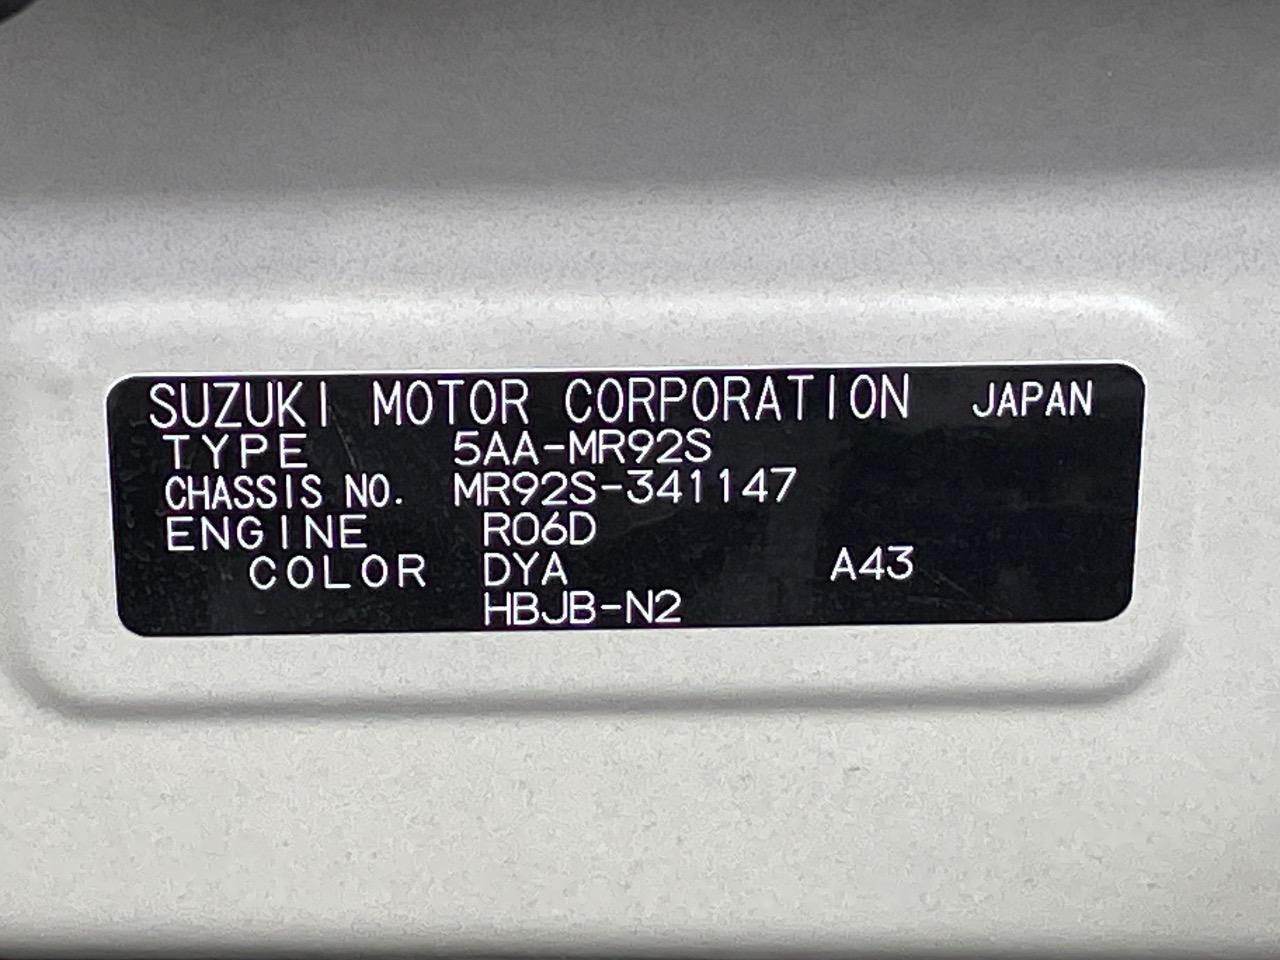 SUZUKI MOTOR CORPORATION JAPAN
TYPE 5AA-MR92S
CHASSIS NO. MR92S-341147
ENGINE R06D
COLOR DYA A43
HBJB-N2